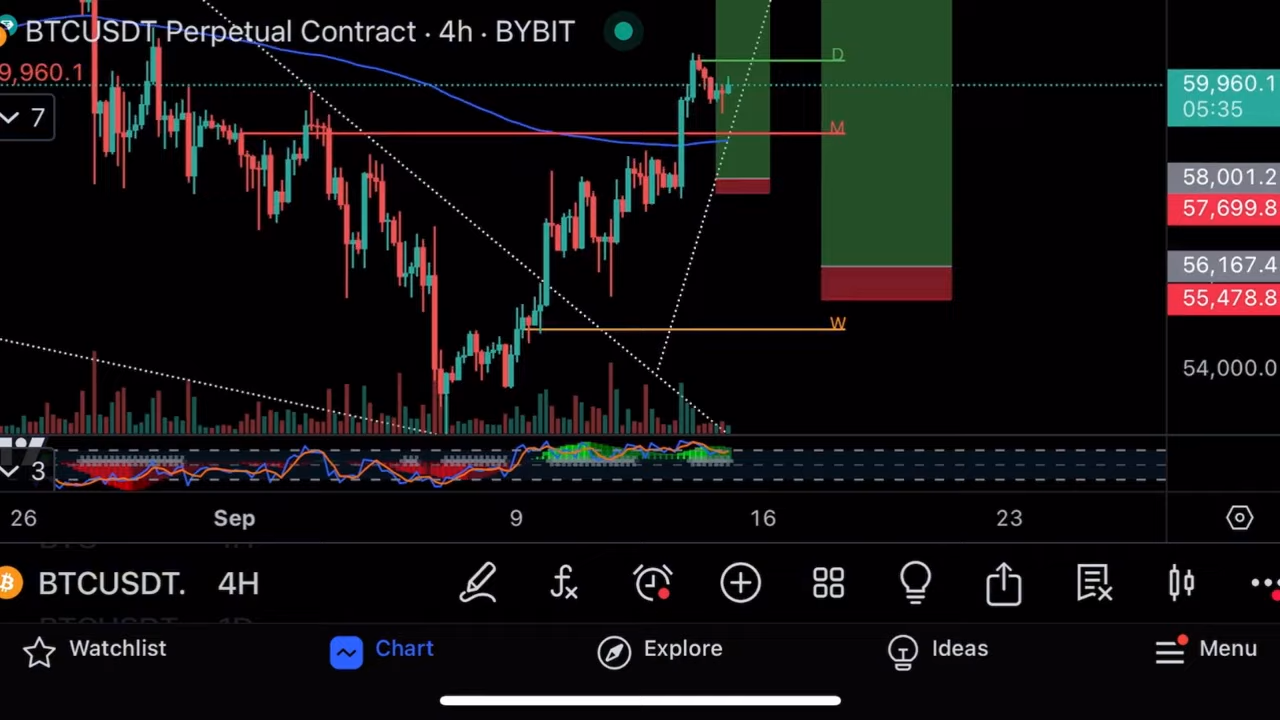 BTCUSDT Perpetual Contract · 4h · BYBIT
9,960.1
7
D
M
W
59,960.1
05:35
58,001.2
57,699.8
56,167.4
55,478.8
54,000.0
3
26 Sep 9 16 23
BTCUSDT. 4H
Watchlist Chart Explore Ideas Menu